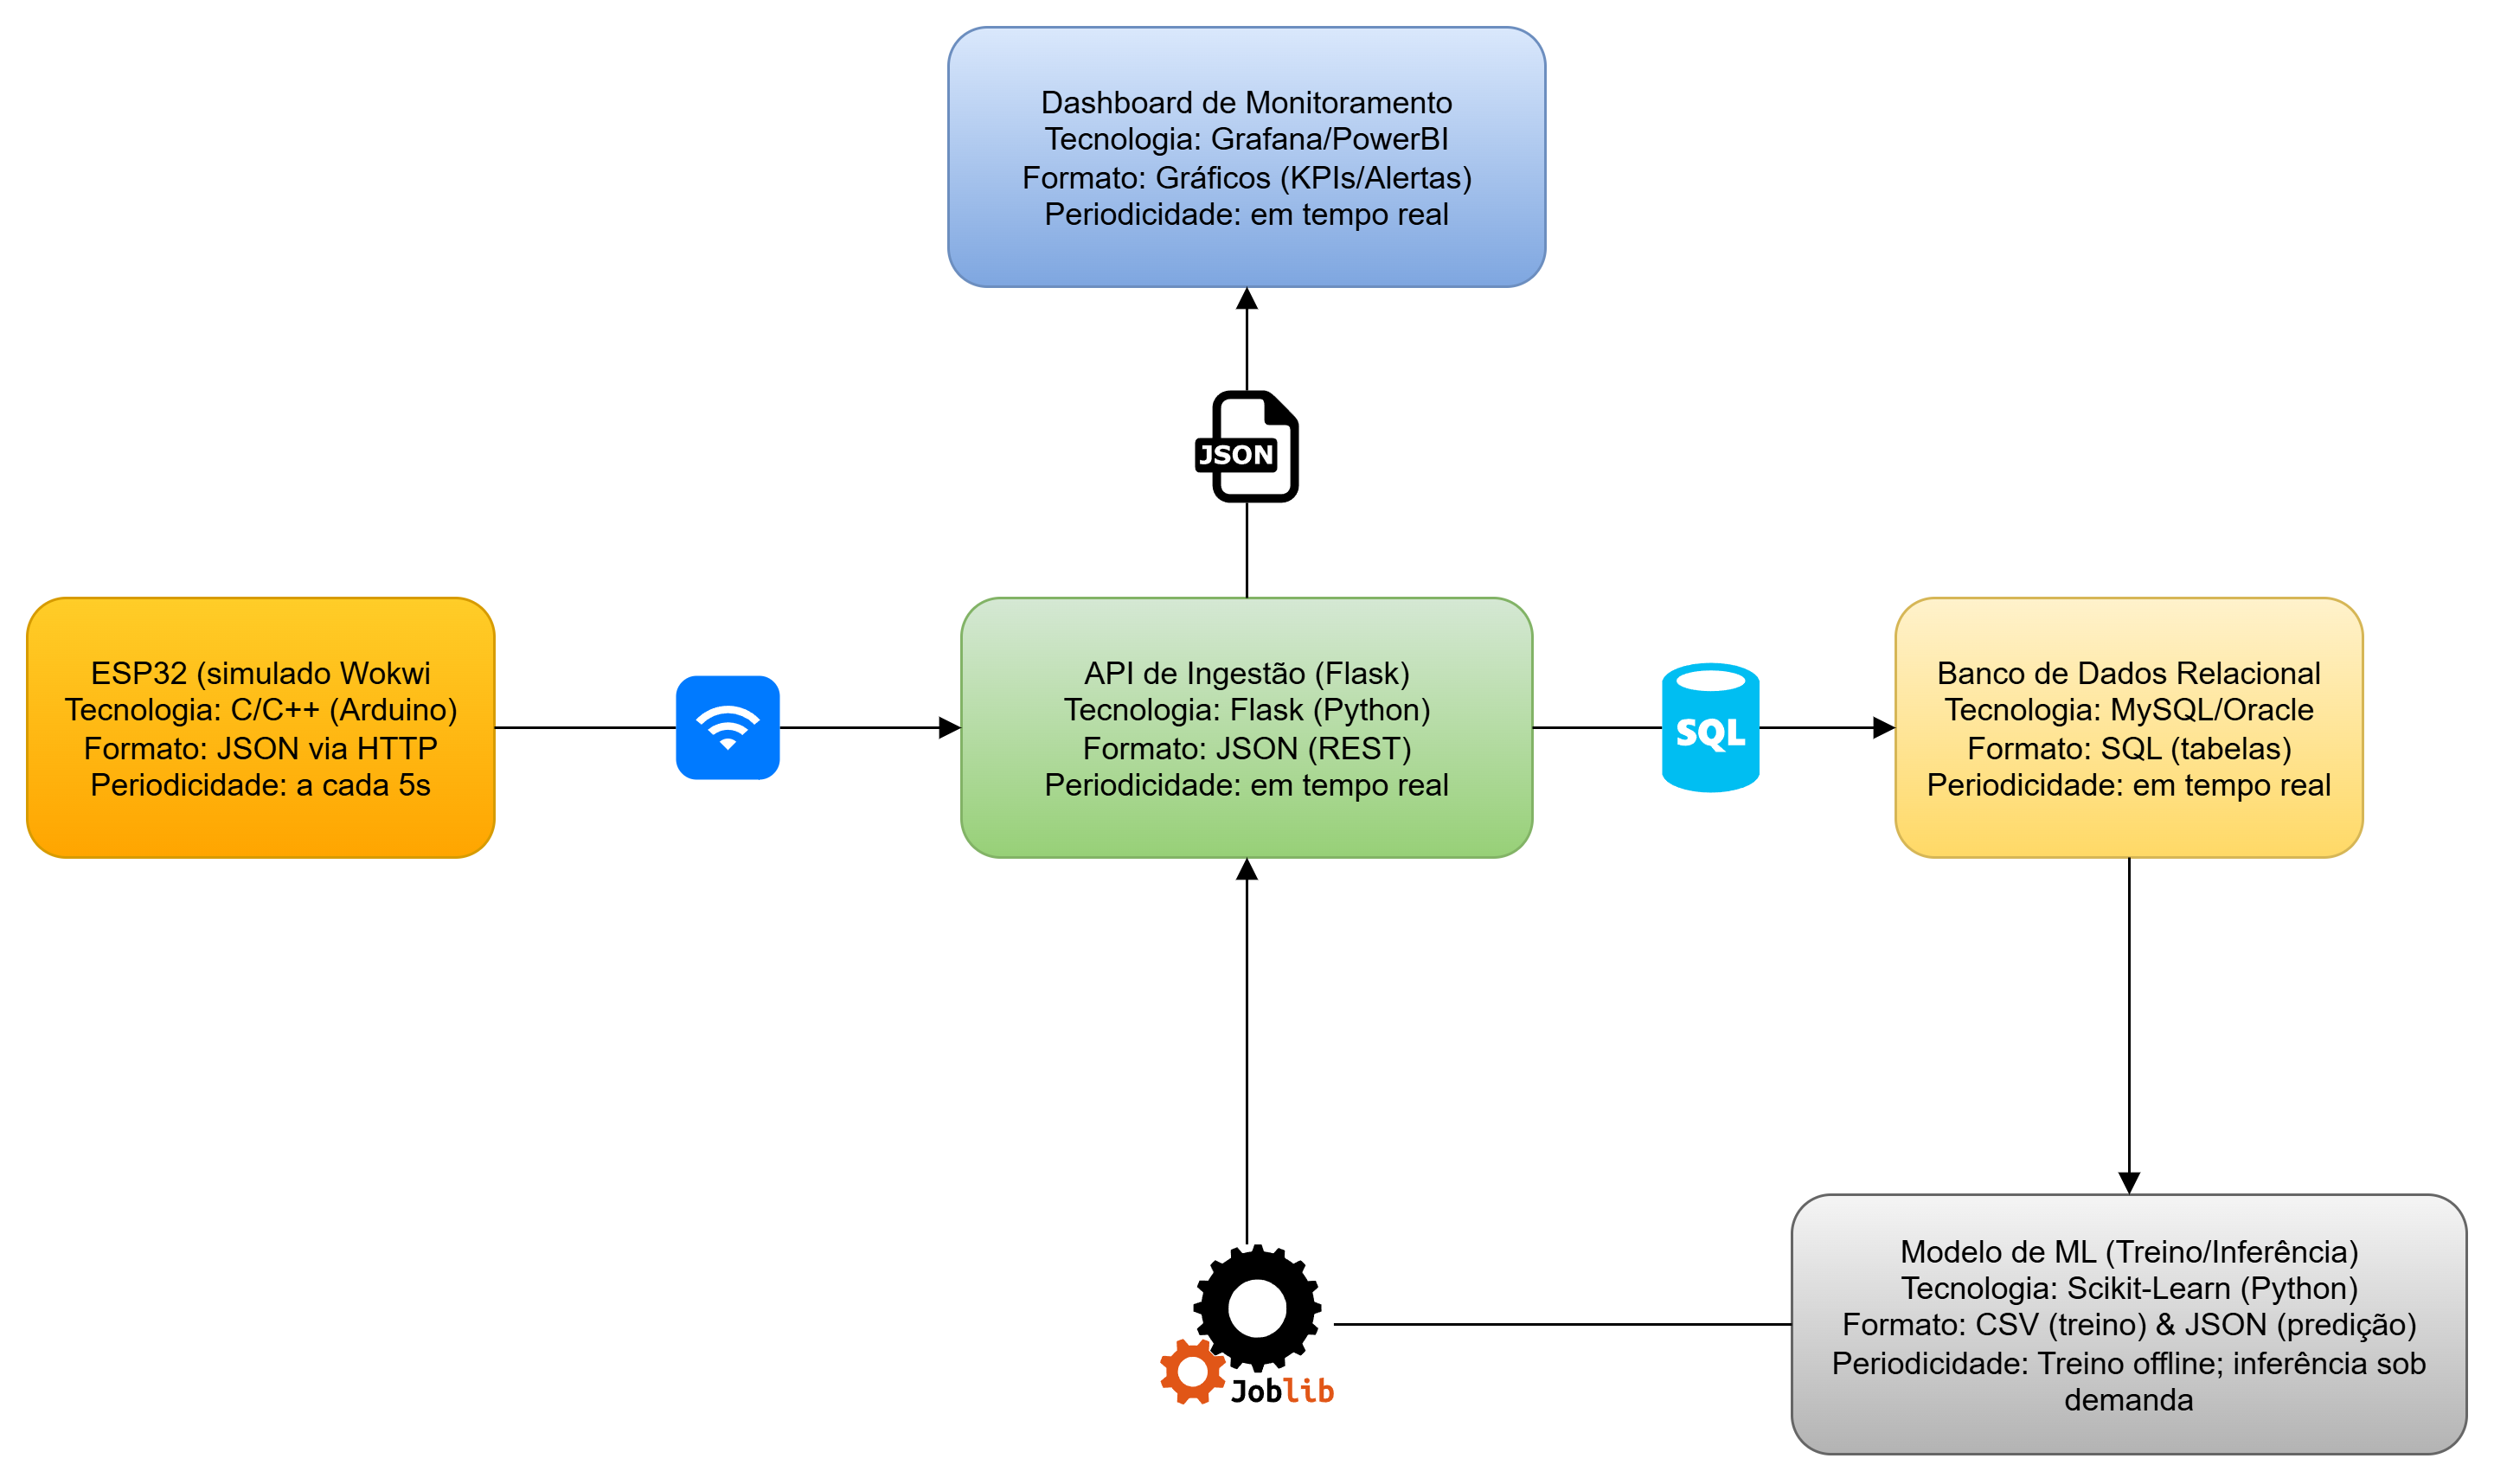 Dashboard de Monitoramento
Tecnologia: Grafana/PowerBI
Formato: Gráficos (KPIs/Alertas)
Periodicidade: em tempo real
JSON
ESP32 (simulado Wokwi
Tecnologia: C/C++ (Arduino)
Formato: JSON via HTTP
Periodicidade: a cada 5s
API de Ingestão (Flask)
Tecnologia: Flask (Python)
Formato: JSON (REST)
Periodicidade: em tempo real
SQL
Banco de Dados Relacional
Tecnologia: MySQL/Oracle
Formato: SQL (tabelas)
Periodicidade: em tempo real
Joblib
Modelo de ML (Treino/Inferência)
Tecnologia: Scikit-Learn (Python)
Formato: CSV (treino) & JSON (predição)
Periodicidade: Treino offline; inferência sob
demanda